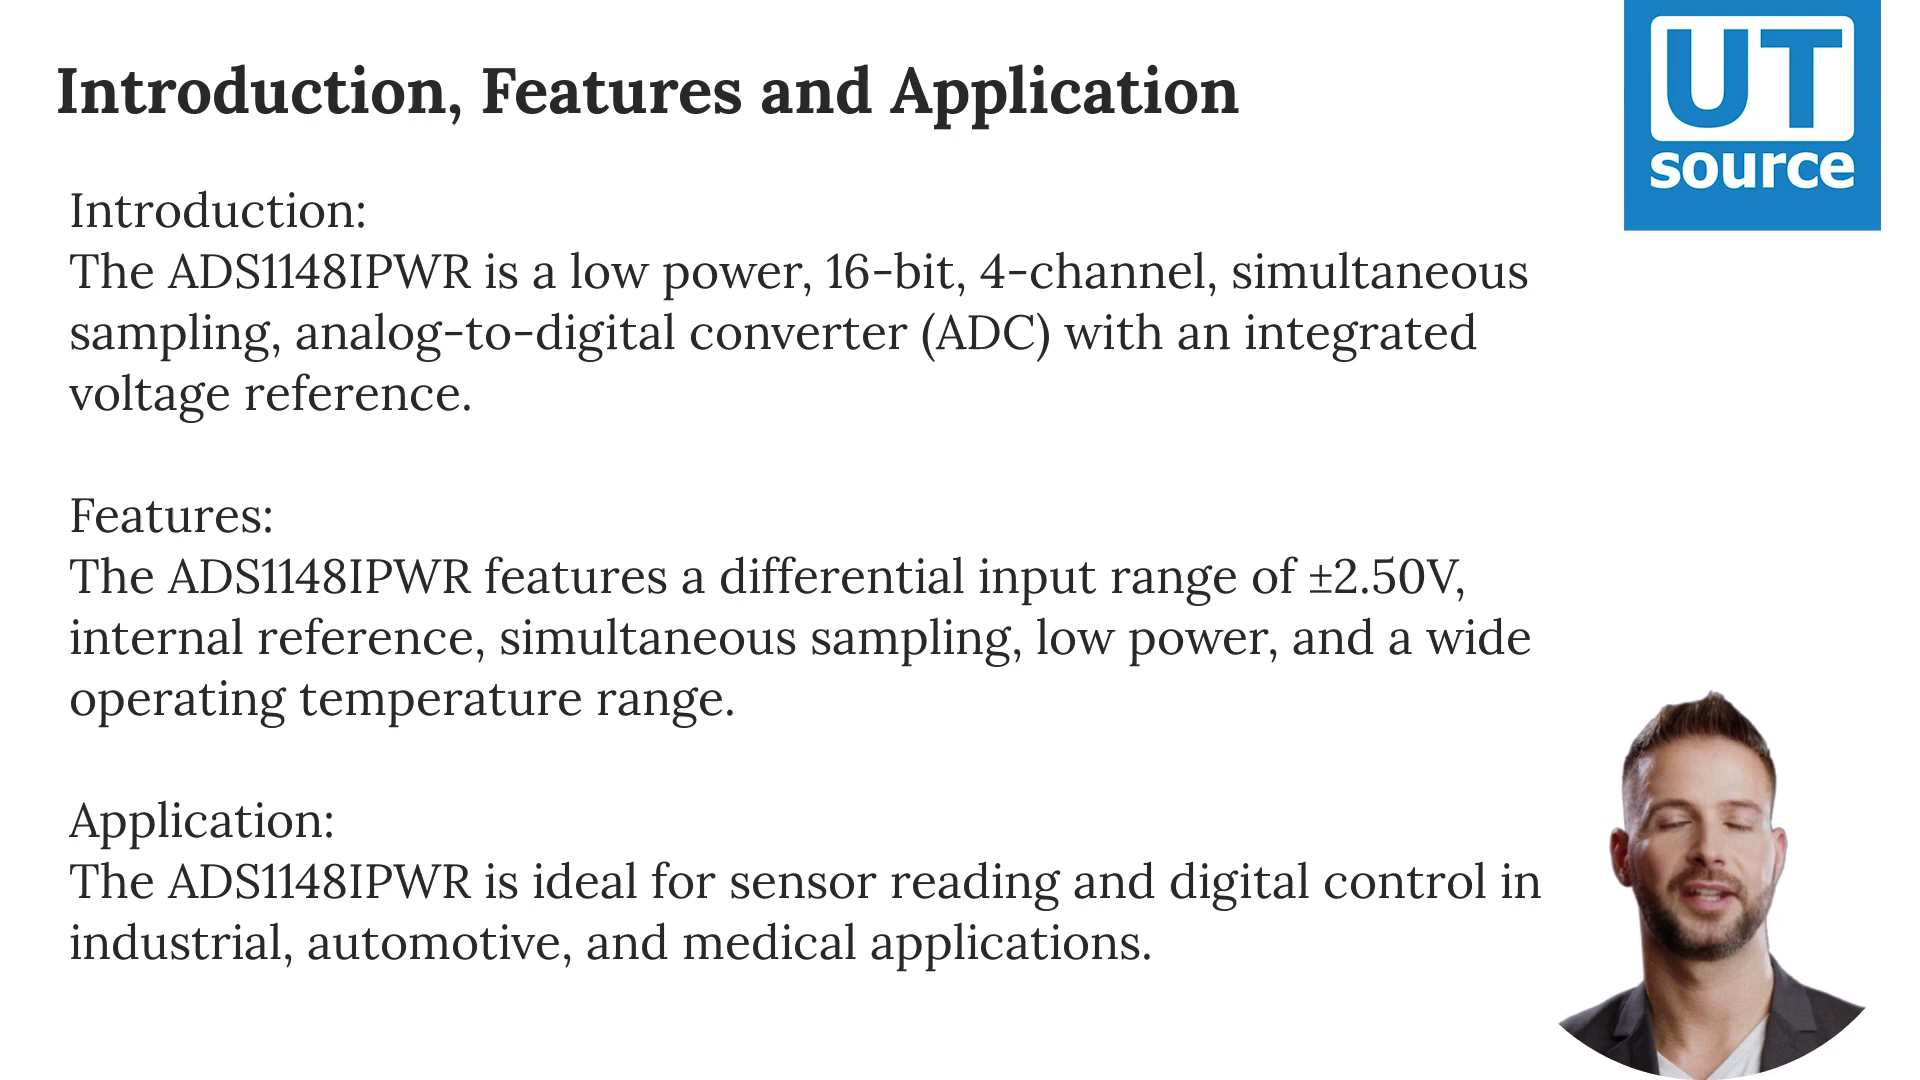 Introduction, Features and Application
UT
source
Introduction:
The ADS1148IPWR is a low power, 16-bit, 4-channel, simultaneous
sampling, analog-to-digital converter (ADC) with an integrated
voltage reference.
Features:
The ADS1148IPWR features a differential input range of ±2.50V,
internal reference, simultaneous sampling, low power, and a wide
operating temperature range.
Application:
The ADS1148IPWR is ideal for sensor reading and digital control in
industrial, automotive, and medical applications.